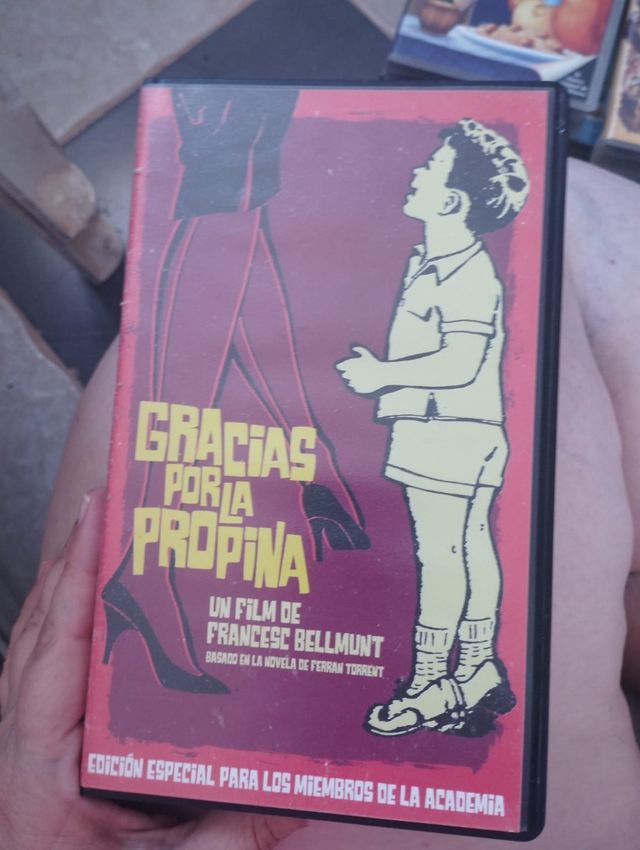 GRACIAS
POR LA
PROPINA
UN FILM DE
FRANCESC BELLMUNT
BASADO EN LA NOVELA DE FERRAN TORRENT
EDICIÓN ESPECIAL PARA LOS MIEMBROS DE LA ACADEMIA